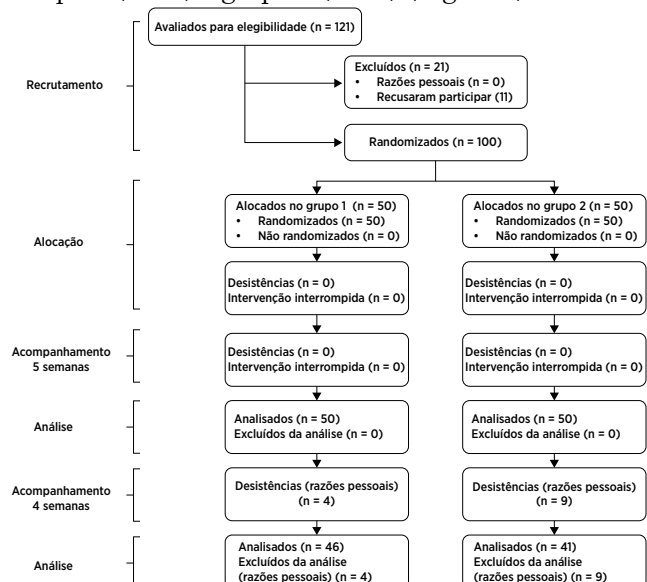 Avaliados para elegibilidade (n = 121)
Recrutamento
Excluídos (n = 21)
• Razões pessoais (n = 0)
• Recusaram participar (11)
Randomizados (n = 100)
Alocação
Alocados no grupo 1 (n = 50)
• Randomizados (n = 50)
• Não randomizados (n = 0)
Alocados no grupo 2 (n = 50)
• Randomizados (n = 50)
• Não randomizados (n = 0)
Desistências (n = 0)
Intervenção interrompida (n = 0)
Desistências (n = 0)
Intervenção interrompida (n = 0)
Acompanhamento
5 semanas
Desistências (n = 0)
Intervenção interrompida (n = 0)
Desistências (n = 0)
Intervenção interrompida (n = 0)
Análise
Analisados (n = 50)
Excluídos da análise (n = 0)
Analisados (n = 50)
Excluídos da análise (n = 0)
Acompanhamento
4 semanas
Desistências (razões pessoais)
(n = 4)
Desistências (razões pessoais)
(n = 9)
Análise
Analisados (n = 46)
Excluídos da análise
(razões pessoais) (n = 4)
Analisados (n = 41)
Excluídos da análise
(razões pessoais) (n = 9)